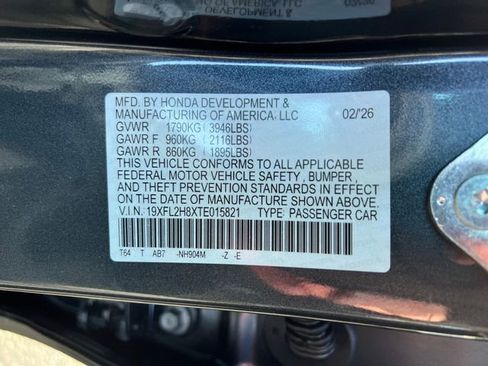 MFD. BY HONDA DEVELOPMENT &
MANUFACTURING OF AMERICA, LLC 02/'26
GVWR 1790KG ( 3946LBS)
GAWR F 960KG ( 2116LBS)
GAWR R 860KG ( 1895LBS)
THIS VEHICLE CONFORMS TO ALL APPLICABLE
FEDERAL MOTOR VEHICLE SAFETY , BUMPER ,
AND THEFT PREVENTION STANDARDS IN EFFECT
ON THE DATE OF MANUFACTURE SHOWN ABOVE.
V.I.N. 19XFL2H8XTE015821 TYPE: PASSENGER CAR
T64 T AB7 -NH904M -Z -E